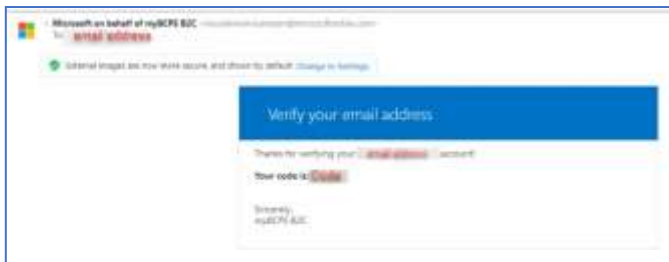 Microsoft on behalf of myBCPS B2C
To: email address
External images are now more secure, and shown by default. Change in Settings
Verify your email address
Thanks for verifying your email address account!
Your code is: Code
Sincerely,
myBCPS B2C